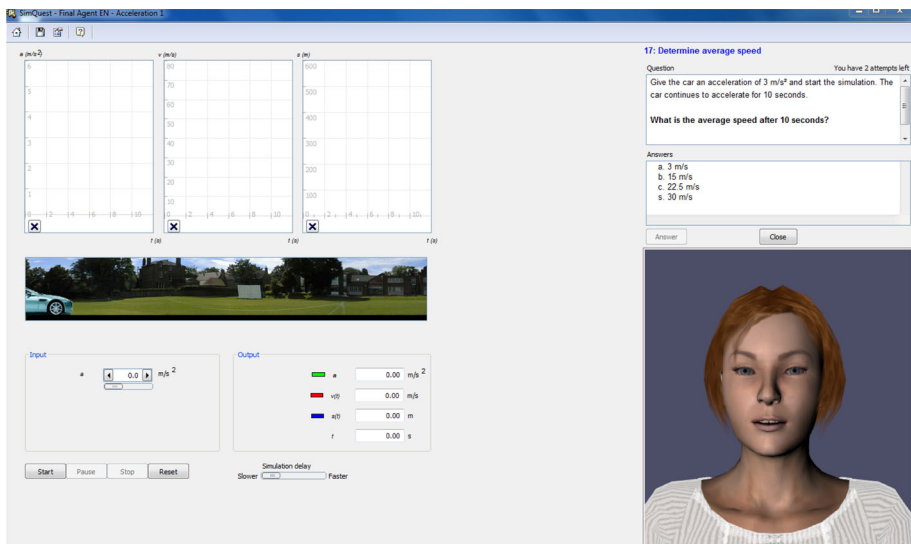 SimQuest - Final Agent EN - Acceleration 1
a (m/s2)
6
5
4
3
2
1
0 2 4 6 8 10
t (s)
v (m/s)
80
70
60
50
40
30
20
10
0 2 4 6 8 10
t (s)
s (m)
600
500
400
300
200
100
0 2 4 6 8 10
t (s)
Input
a 0.0 m/s 2
Output
a 0.00 m/s 2
v(t) 0.00 m/s
s(t) 0.00 m
t 0.00 s
Start Pause Stop Reset
Simulation delay
Slower Faster
17: Determine average speed
Question You have 2 attempts left
Give the car an acceleration of 3 m/s² and start the simulation. The
car continues to accelerate for 10 seconds.
What is the average speed after 10 seconds?
Answers
a. 3 m/s
b. 15 m/s
c. 22.5 m/s
s. 30 m/s
Answer Close